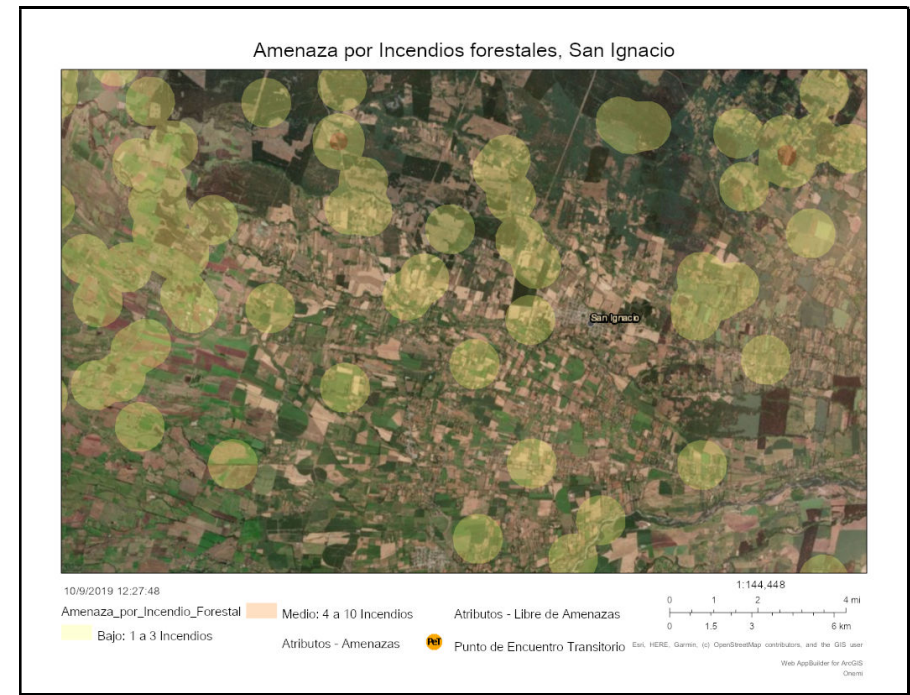 Amenaza por Incendios forestales, San Ignacio
San Ignacio
10/9/2019 12:27:48
1:144,448
0 1 2 4 mi
0 1.5 3 6 km
Amenaza_por_Incendio_Forestal
Bajo: 1 a 3 Incendios
Medio: 4 a 10 Incendios
Atributos - Amenazas
Atributos - Libre de Amenazas
PeT Punto de Encuentro Transitorio
Esri, HERE, Garmin, (c) OpenStreetMap contributors, and the GIS user
Web AppBuilder for ArcGIS
Onemi